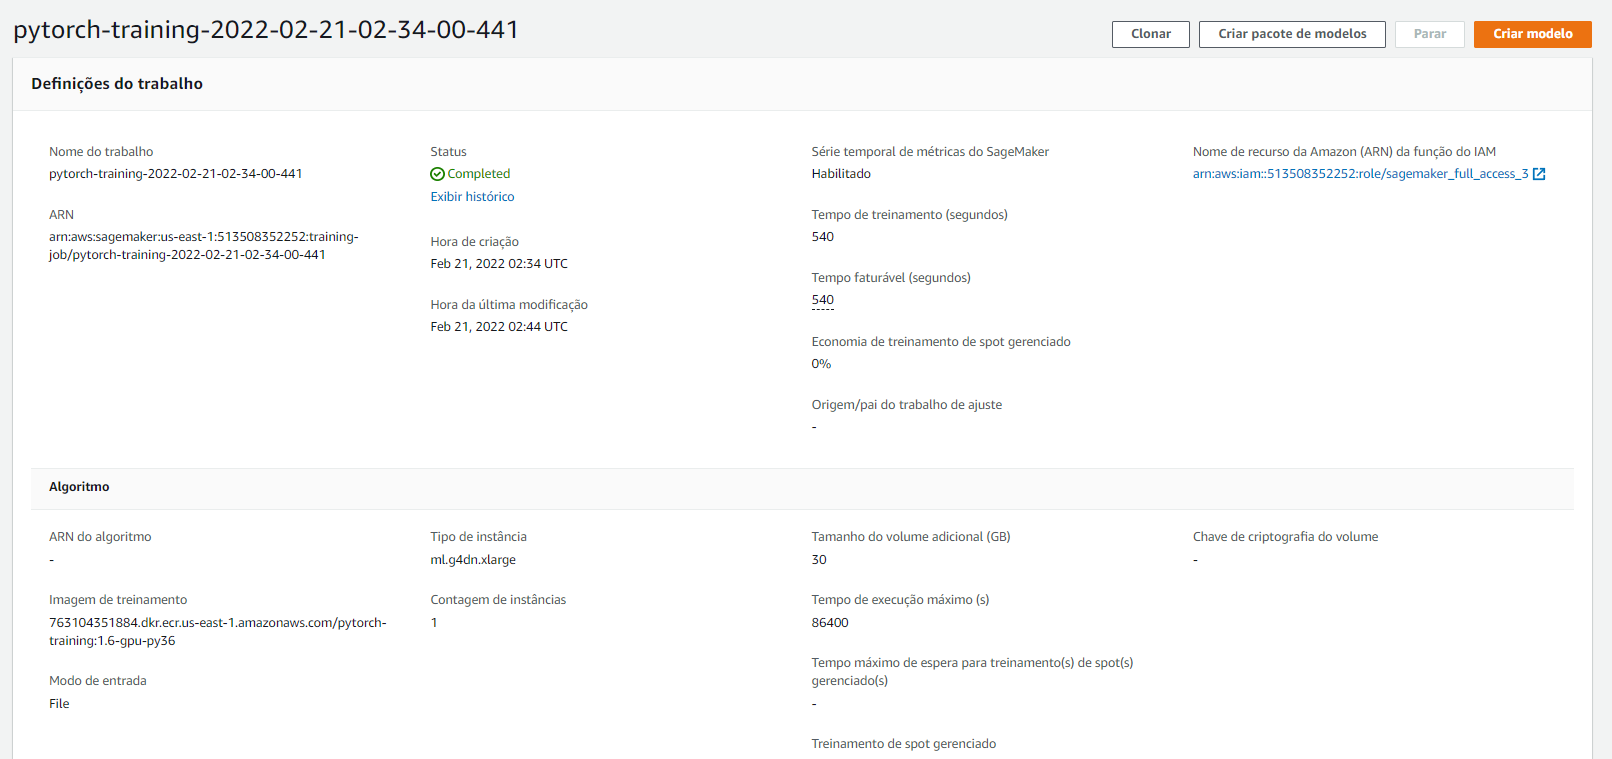 pytorch-training-2022-02-21-02-34-00-441
Clonar
Criar pacote de modelos
Parar
Criar modelo
Definições do trabalho
Nome do trabalho
pytorch-training-2022-02-21-02-34-00-441
ARN
arn:aws:sagemaker:us-east-1:513508352252:training-
job/pytorch-training-2022-02-21-02-34-00-441
Status
Completed
Exibir histórico
Hora de criação
Feb 21, 2022 02:34 UTC
Hora da última modificação
Feb 21, 2022 02:44 UTC
Série temporal de métricas do SageMaker
Habilitado
Tempo de treinamento (segundos)
540
Tempo faturável (segundos)
540
Economia de treinamento de spot gerenciado
0%
Origem/pai do trabalho de ajuste
-
Nome de recurso da Amazon (ARN) da função do IAM
arn:aws:iam::513508352252:role/sagemaker_full_access_3
Algoritmo
ARN do algoritmo
-
Imagem de treinamento
763104351884.dkr.ecr.us-east-1.amazonaws.com/pytorch-
training:1.6-gpu-py36
Modo de entrada
File
Tipo de instância
ml.g4dn.xlarge
Contagem de instâncias
1
Tamanho do volume adicional (GB)
30
Tempo de execução máximo (s)
86400
Tempo máximo de espera para treinamento(s) de spot(s)
gerenciado(s)
-
Treinamento de spot gerenciado
Chave de criptografia do volume
-